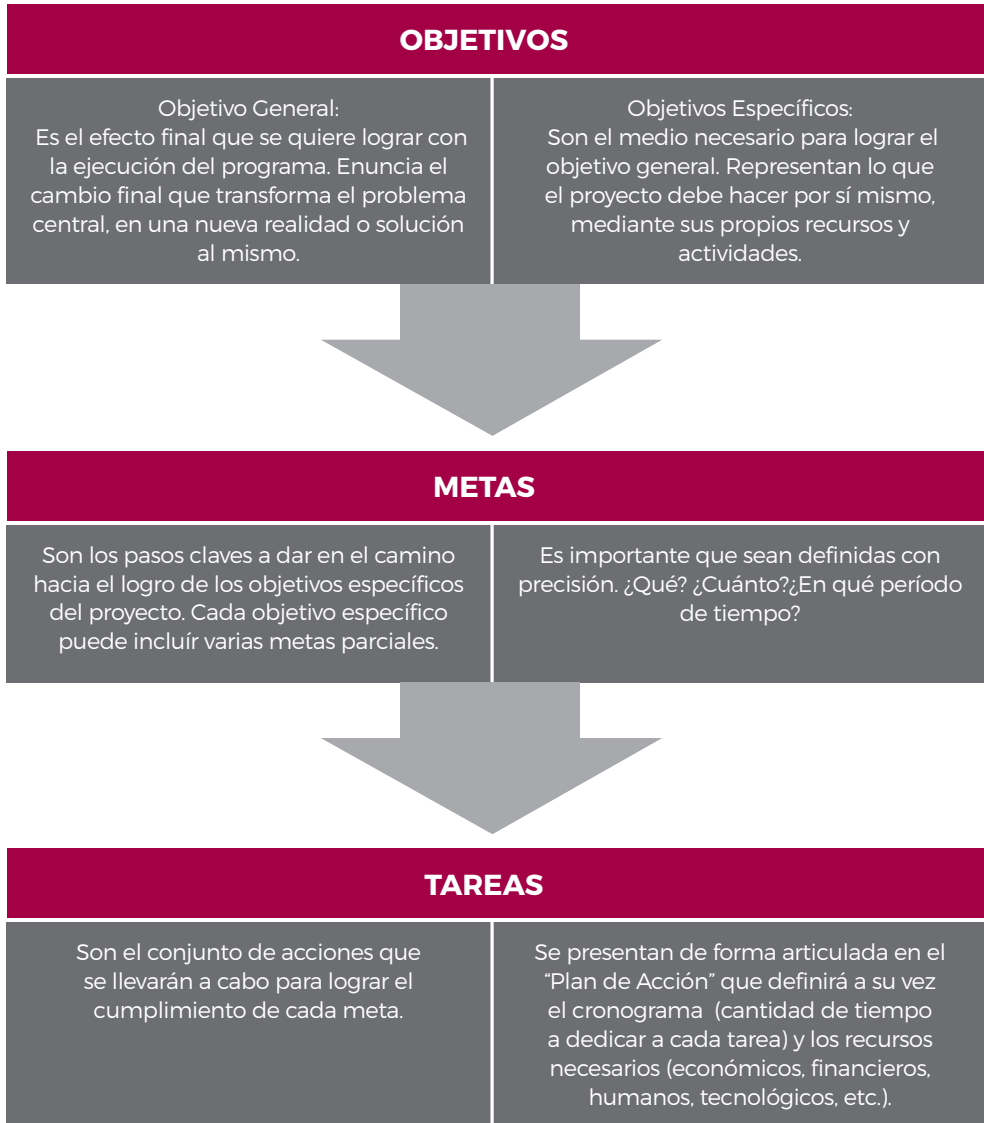 OBJETIVOS
Objetivo General:
Es el efecto final que se quiere lograr con
la ejecución del programa. Enuncia el
cambio final que transforma el problema
central, en una nueva realidad o solución
al mismo.
Objetivos Específicos:
Son el medio necesario para lograr el
objetivo general. Representan lo que
el proyecto debe hacer por sí mismo,
mediante sus propios recursos y
actividades.
METAS
Son los pasos claves a dar en el camino
hacia el logro de los objetivos específicos
del proyecto. Cada objetivo específico
puede incluír varias metas parciales.
Es importante que sean definidas con
precisión. ¿Qué? ¿Cuánto?¿En qué período
de tiempo?
TAREAS
Son el conjunto de acciones que
se llevarán a cabo para lograr el
cumplimiento de cada meta.
Se presentan de forma articulada en el
“Plan de Acción” que definirá a su vez
el cronograma (cantidad de tiempo
a dedicar a cada tarea) y los recursos
necesarios (económicos, financieros,
humanos, tecnológicos, etc.).